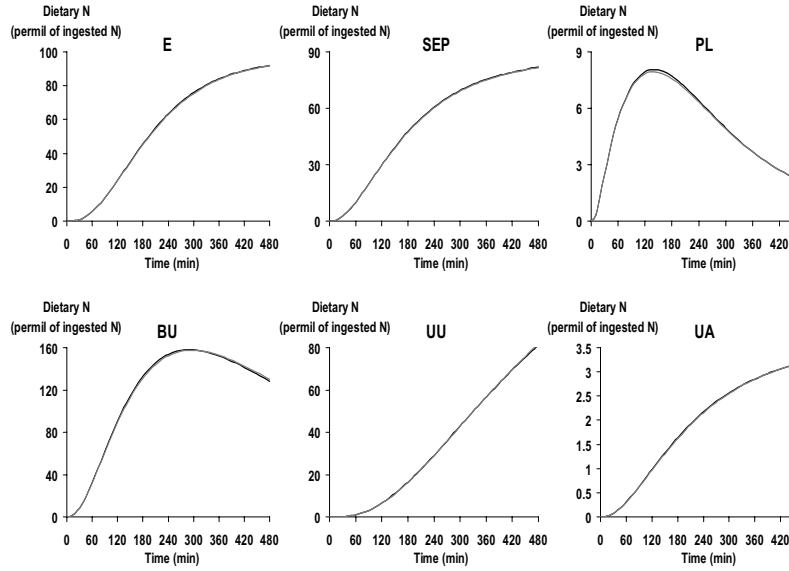 Dietary N
(permil of ingested N)
E
100
80
60
40
20
0
0 60 120 180 240 300 360 420 480
Time (min)
Dietary N
(permil of ingested N)
SEP
90
60
30
0
0 60 120 180 240 300 360 420 480
Time (min)
Dietary N
(permil of ingested N)
PL
9
6
3
0
0 60 120 180 240 300 360 420
Time (min)
Dietary N
(permil of ingested N)
BU
160
120
80
40
0
0 60 120 180 240 300 360 420 480
Time (min)
Dietary N
(permil of ingested N)
UU
80
60
40
20
0
0 60 120 180 240 300 360 420 480
Time (min)
Dietary N
(permil of ingested N)
UA
3.5
3
2.5
2
1.5
1
0.5
0
0 60 120 180 240 300 360 420
Time (min)